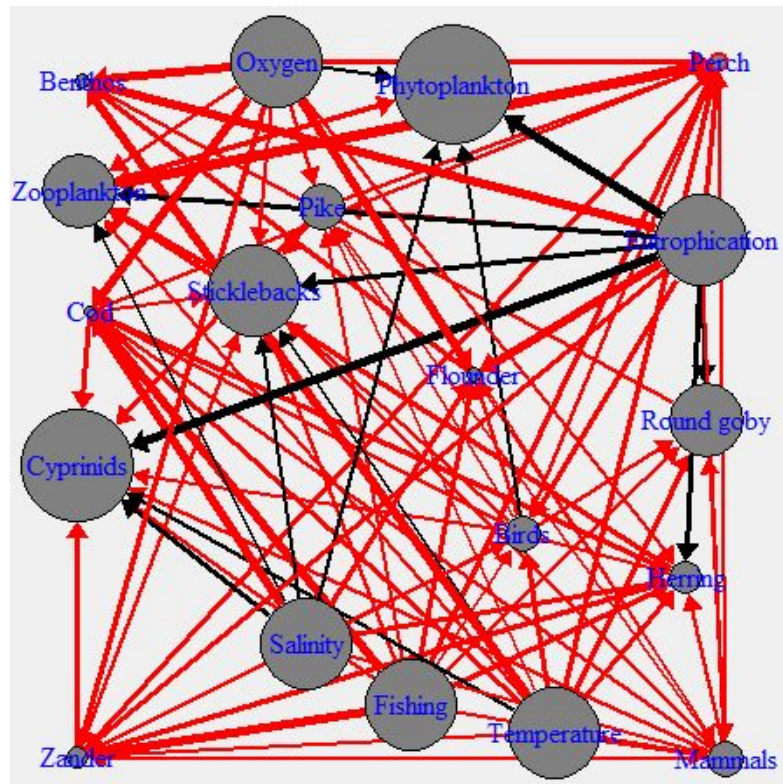 Oxygen
Perch
Benthos
Phytoplankton
Zooplankton
Pike
Eutrophication
Sticklebacks
Cod
Flounder
Round goby
Cyprinids
Birds
Herring
Salinity
Fishing
Temperature
Zander
Mammals